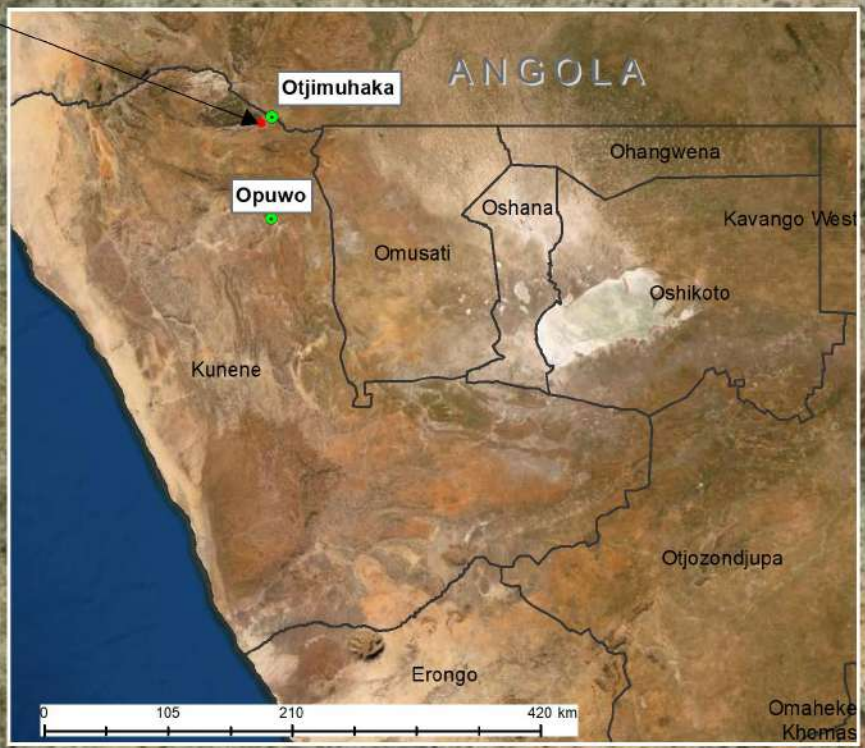 ANGOLA
Otjimuhaka
Ohangwena
Opuwo
Oshana
Kavango West
Omusati
Oshikoto
Kunene
Otjozondjupa
Erongo
Omaheke
Khomas
0 105 210 420 km